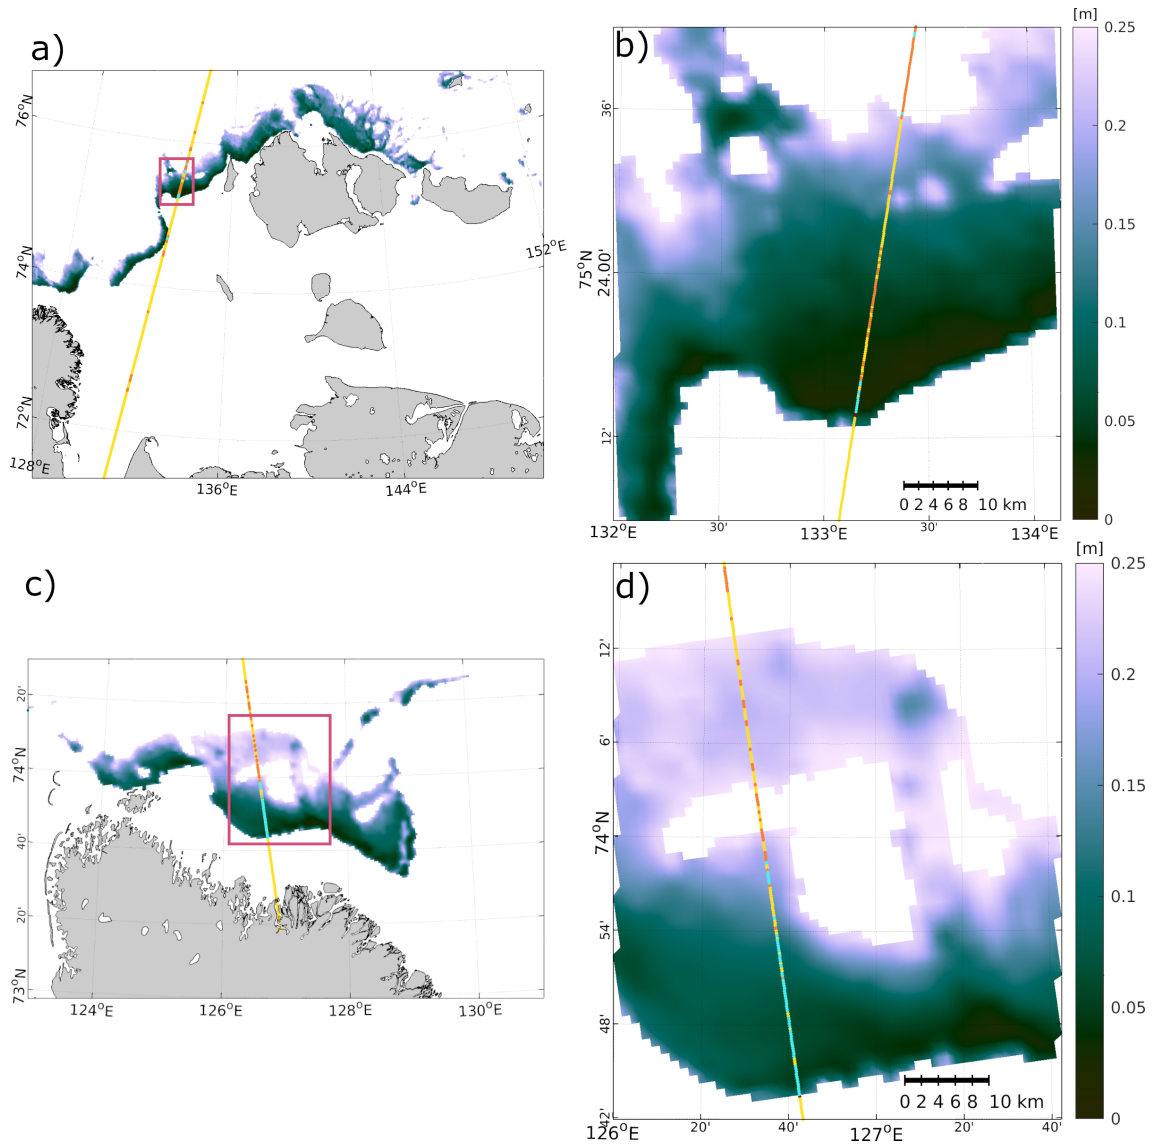 a)
76°N
74°N
72°N
128°E
136°E
144°E
152°E
b)
[m]
0.25
0.2
0.15
0.1
0.05
0
36'
75°N
24.00'
12'
0 2 4 6 8 10 km
132°E
30'
133°E
30'
134°E
c)
20'
74°N
40'
20'
73°N
124°E
126°E
128°E
130°E
d)
[m]
0.25
0.2
0.15
0.1
0.05
0
12'
6'
74°N
54'
48'
42'
0 2 4 6 8 10 km
126°E
20'
40'
127°E
20'
40'